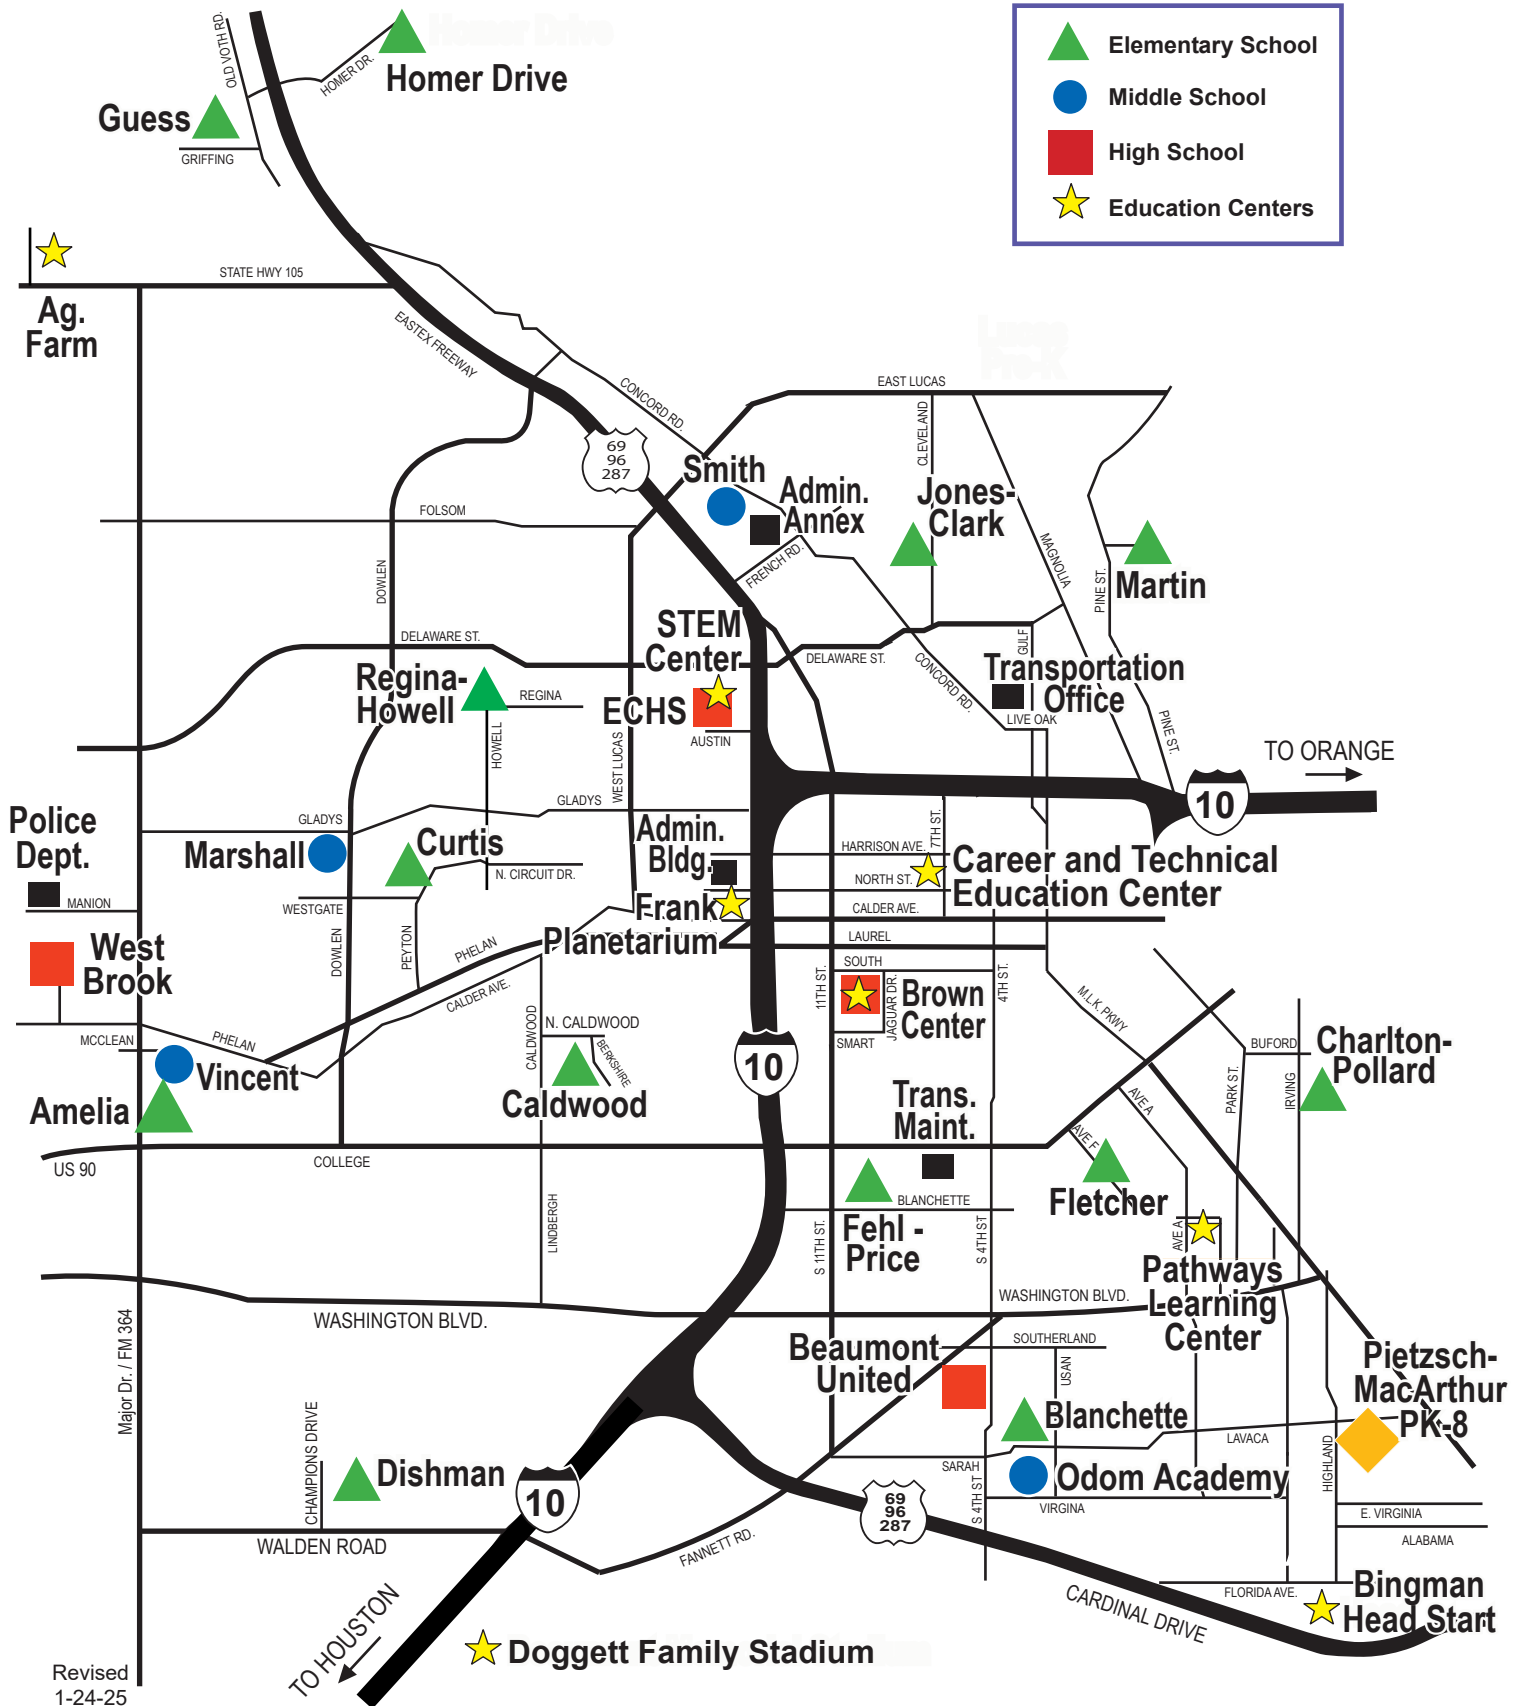 Elementary School
Middle School
High School
Education Centers
OLD VOTH RD.
HOMER DR.
Homer Drive
Homer Drive
Guess
GRIFFING
STATE HWY 105
Ag.
Farm
EASTEX FREEWAY
CONCORD RD.
EAST LUCAS
CLEVELAND
69
96
287
Smith
Admin.
Annex
Jones-
Clark
FOLSOM
FRENCH RD.
MAGNOLIA
PINE ST.
Martin
DOWLEN
DELAWARE ST.
STEM
Center
DELAWARE ST.
CONCORD RD.
GULF
Transportation
Office
LIVE OAK
PINE ST.
Regina-
Howell
REGINA
HOWELL
ECHS
AUSTIN
WEST LUCAS
TO ORANGE
10
GLADYS
GLADYS
Police
Dept.
MANION
Marshall
Curtis
N. CIRCUIT DR.
Admin.
Bldg.
HARRISON AVE.
7TH ST.
NORTH ST.
Career and Technical
Education Center
CALDER AVE.
WESTGATE
Frank
Planetarium
LAUREL
West
Brook
DOWLEN
PEYTON
PHELAN
CALDER AVE.
SOUTH
11TH ST.
JAGUAR DR.
Brown
Center
4TH ST.
SMART
M.L.K. PKWY
MCCLEAN
PHELAN
Vincent
Amelia
CALDWOOD
N. CALDWOOD
BERKSHIRE
Caldwood
10
Trans.
Maint.
AVE A
AVE F
PARK ST.
BUFORD
IRVING
Charlton-
Pollard
US 90
COLLEGE
LINDBERGH
BLANCHETTE
Fehl -
Price
S 11TH ST.
S 4TH ST
Fletcher
AVE A
Pathways
Learning
Center
WASHINGTON BLVD.
WASHINGTON BLVD.
Major Dr. / FM 364
Beaumont
United
SOUTHERLAND
USAN
Pietzsch-
MacArthur
PK-8
Blanchette
LAVACA
HIGHLAND
SARAH
S 4TH ST
Odom Academy
VIRGINA
E. VIRGINIA
ALABAMA
CHAMPIONS DRIVE
Dishman
10
69
96
287
WALDEN ROAD
FANNETT RD.
CARDINAL DRIVE
FLORIDA AVE.
Bingman
Head Start
TO HOUSTON
Doggett Family Stadium
Revised
1-24-25